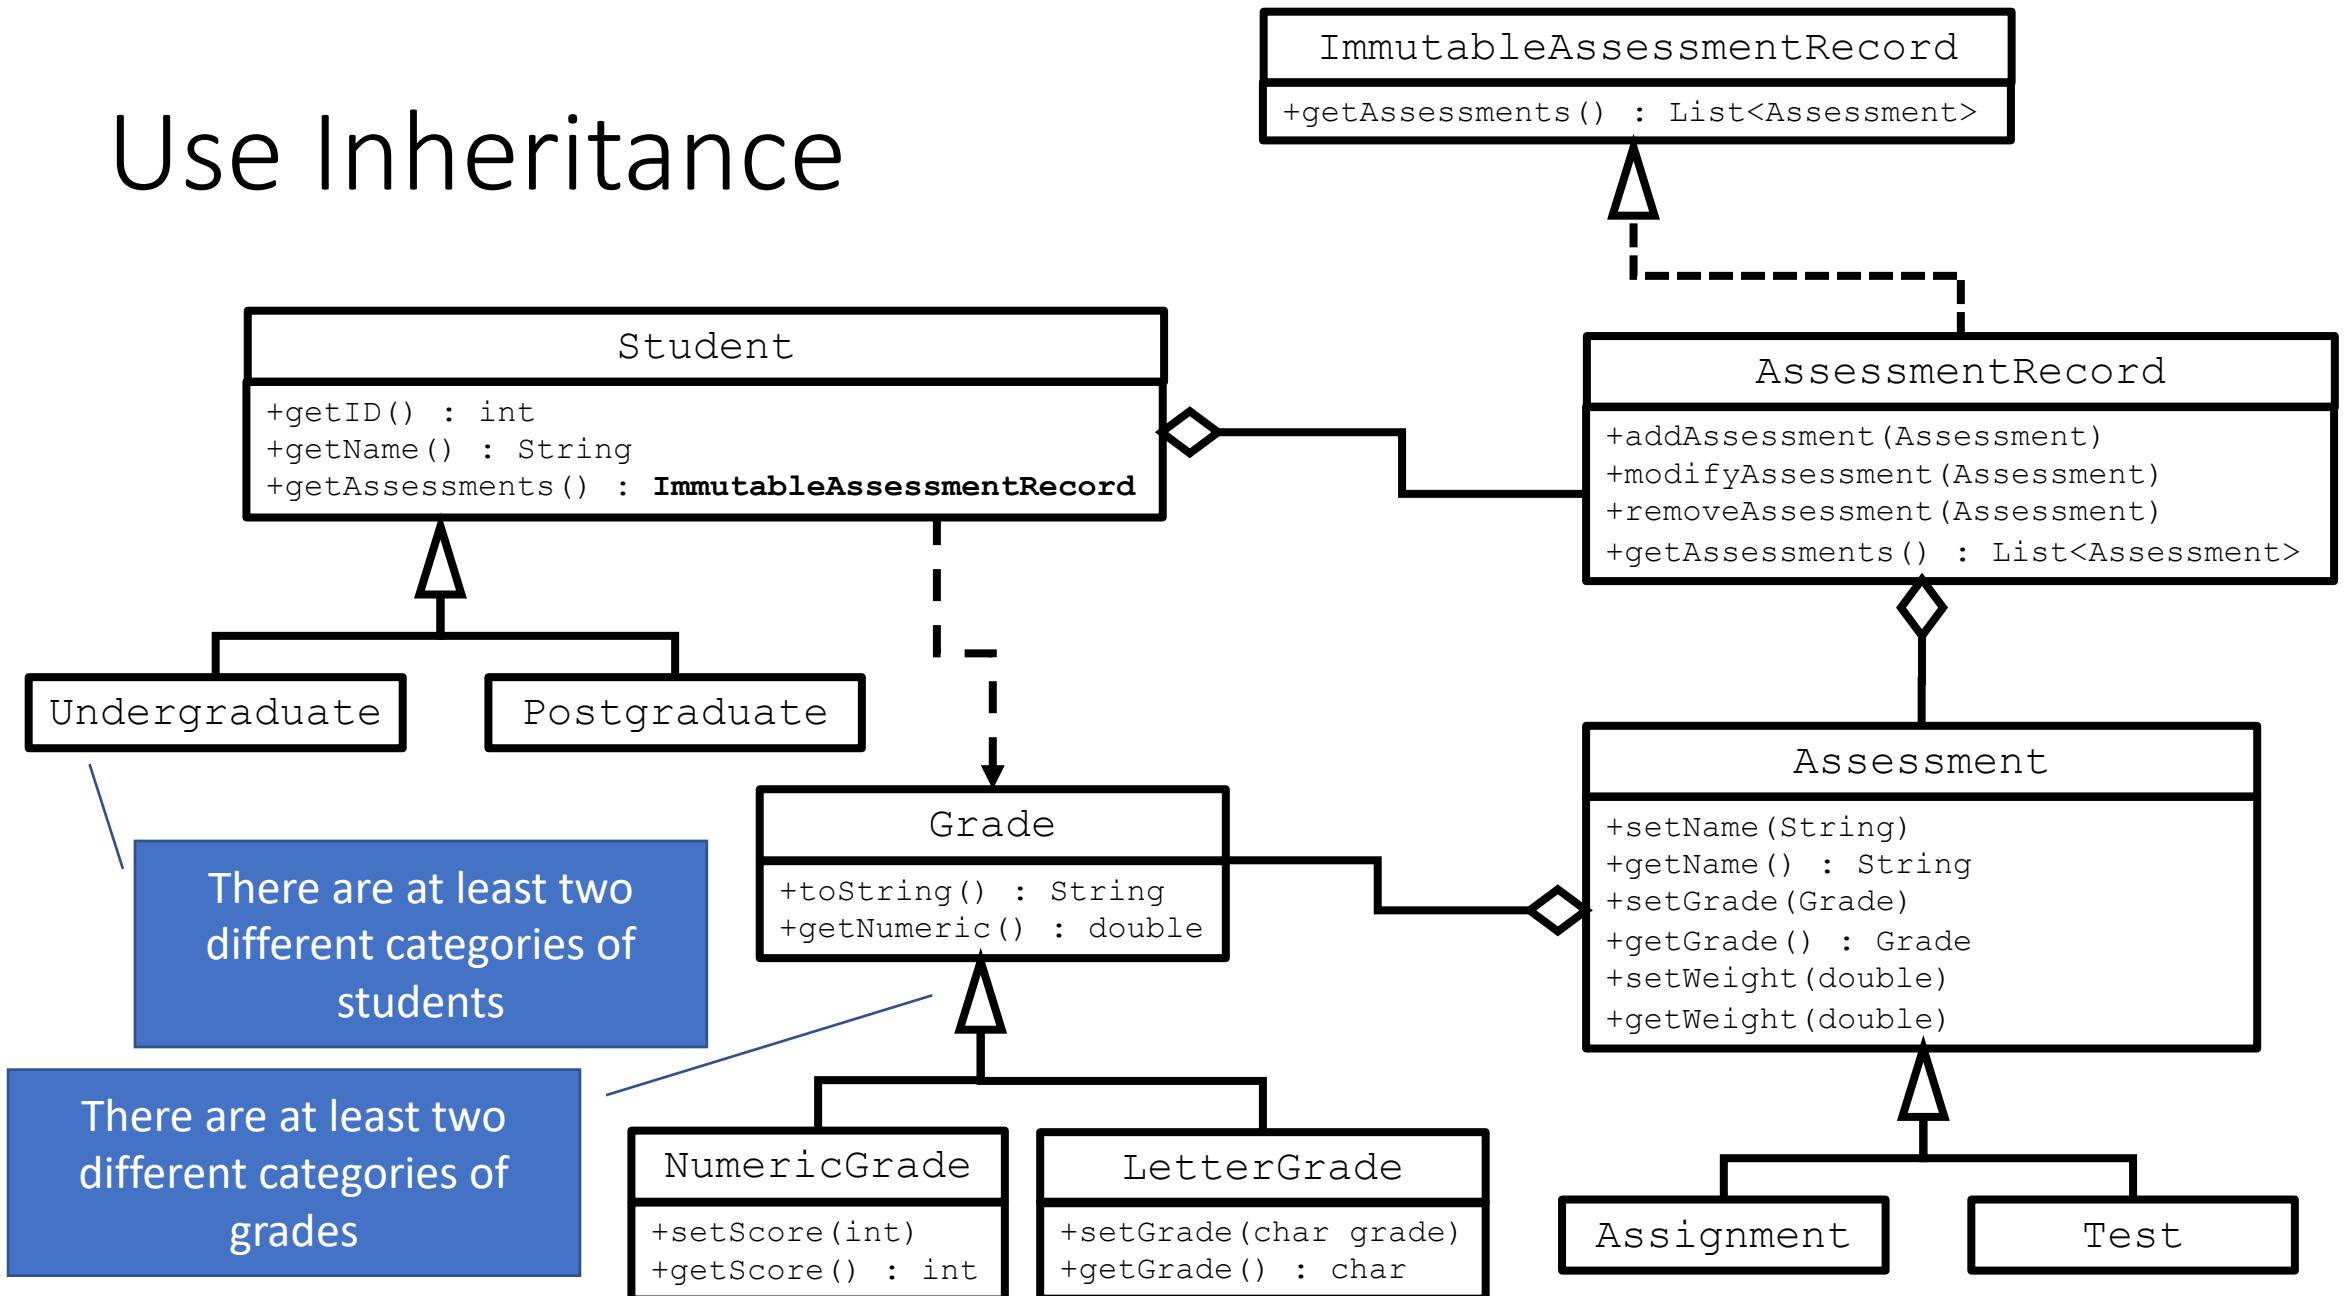 Use Inheritance
ImmutableAssessmentRecord
+getAssessments() : List<Assessment>
Student
+getID() : int
+getName() : String
+getAssessments() : ImmutableAssessmentRecord
AssessmentRecord
+addAssessment(Assessment)
+modifyAssessment(Assessment)
+removeAssessment(Assessment)
+getAssessments() : List<Assessment>
Undergraduate
Postgraduate
There are at least two
different categories of
students
Grade
+toString() : String
+getNumeric() : double
Assessment
+setName(String)
+getName() : String
+setGrade(Grade)
+getGrade() : Grade
+setWeight(double)
+getWeight(double)
There are at least two
different categories of
grades
NumericGrade
+setScore(int)
+getScore() : int
LetterGrade
+setGrade(char grade)
+getGrade() : char
Assignment
Test